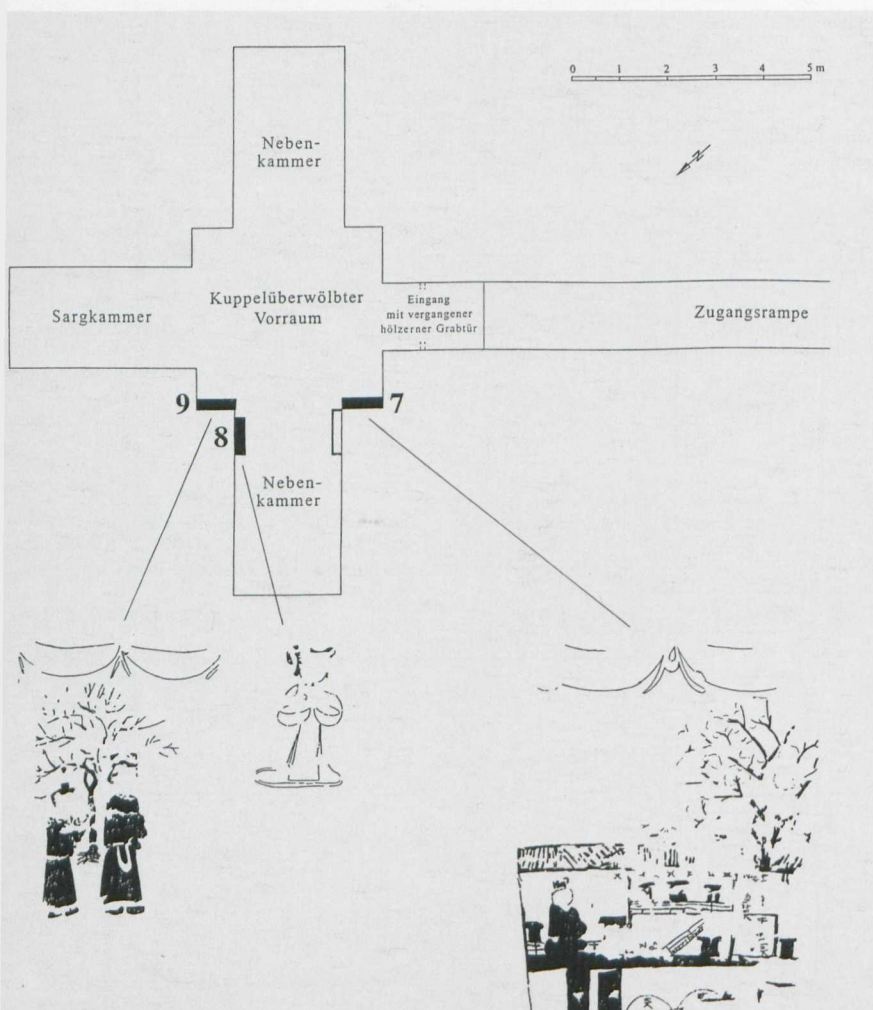 0 1 2 3 4 5 m
N
Neben-
kammer
Sargkammer
Kuppelüberwölbter
Vorraum
Eingang
mit vergangener
hölzerner Grabtür
Zugangsrampe
9
7
8
Neben-
kammer